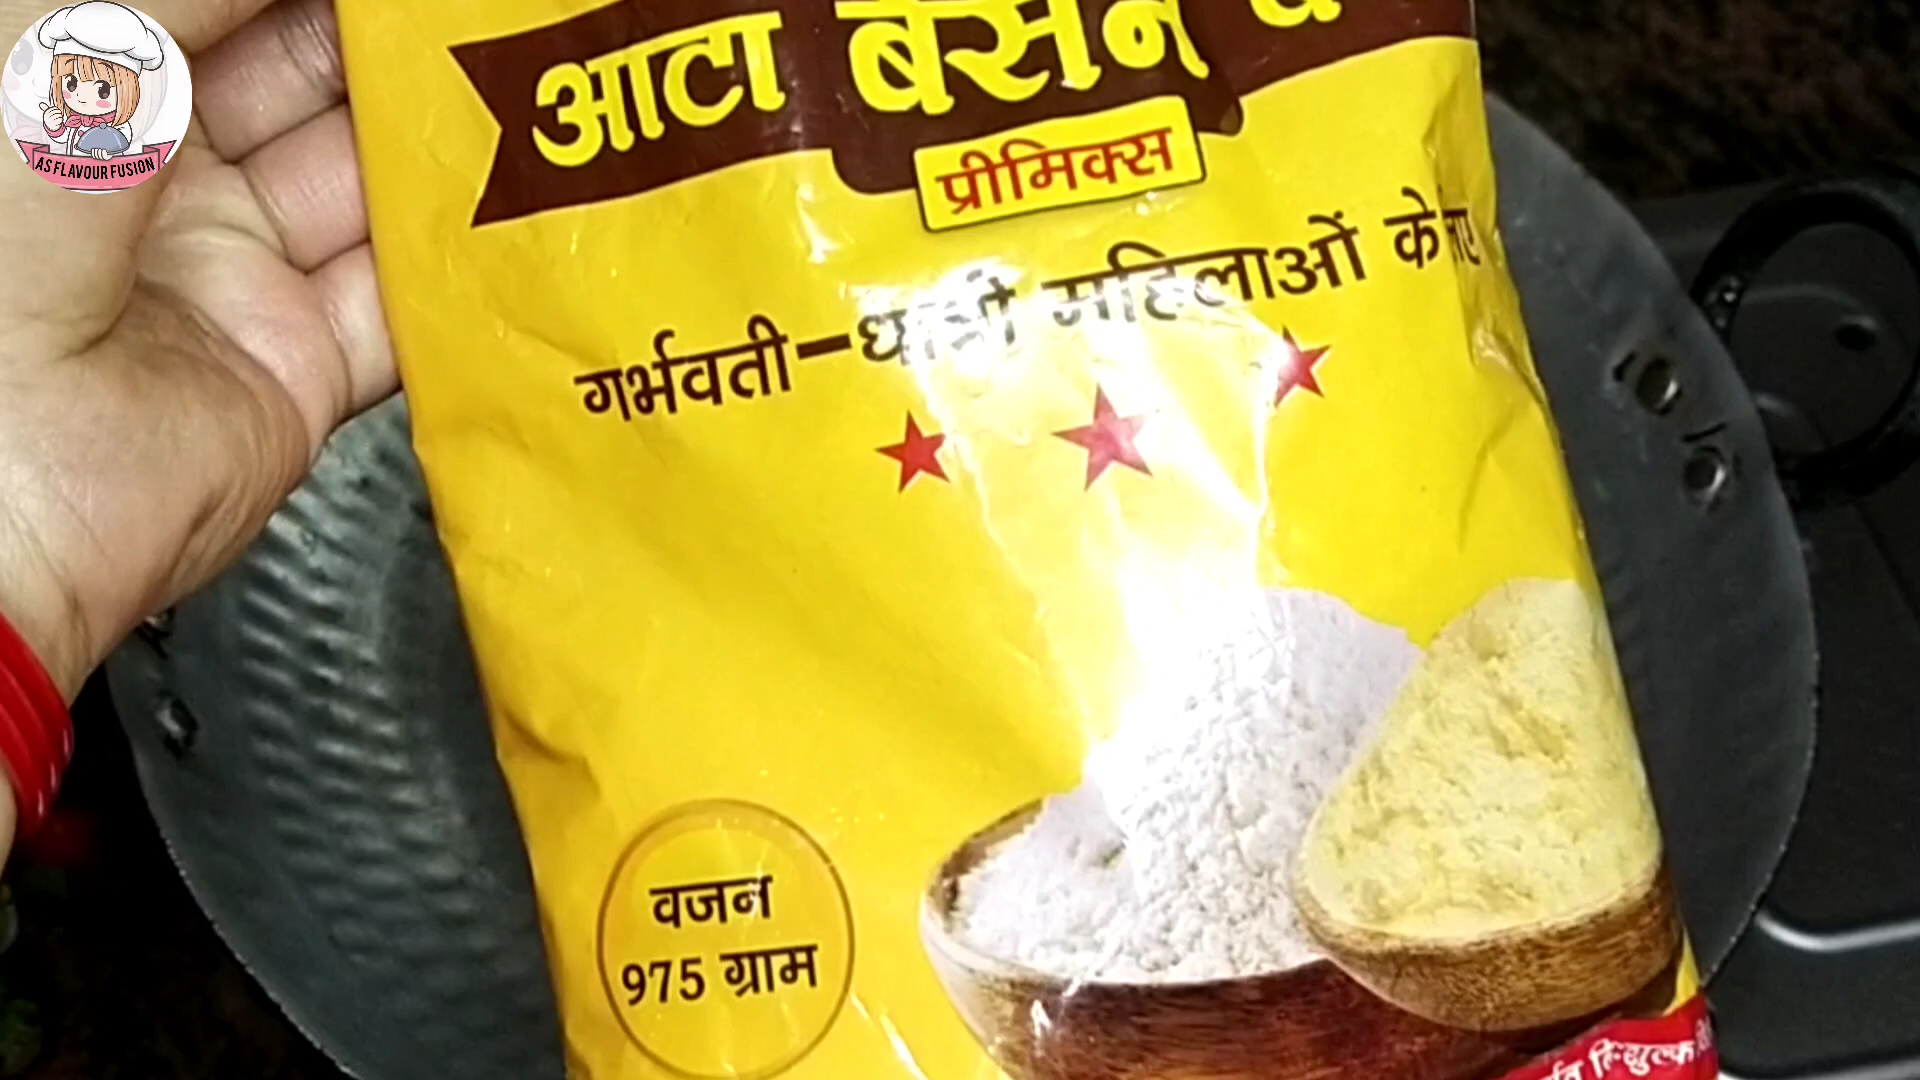 AS FLAVOUR FUSION
आटा बेसन
प्रीमिक्स
गर्भवती-धात्री महिलाओं के
वजन
975 ग्राम